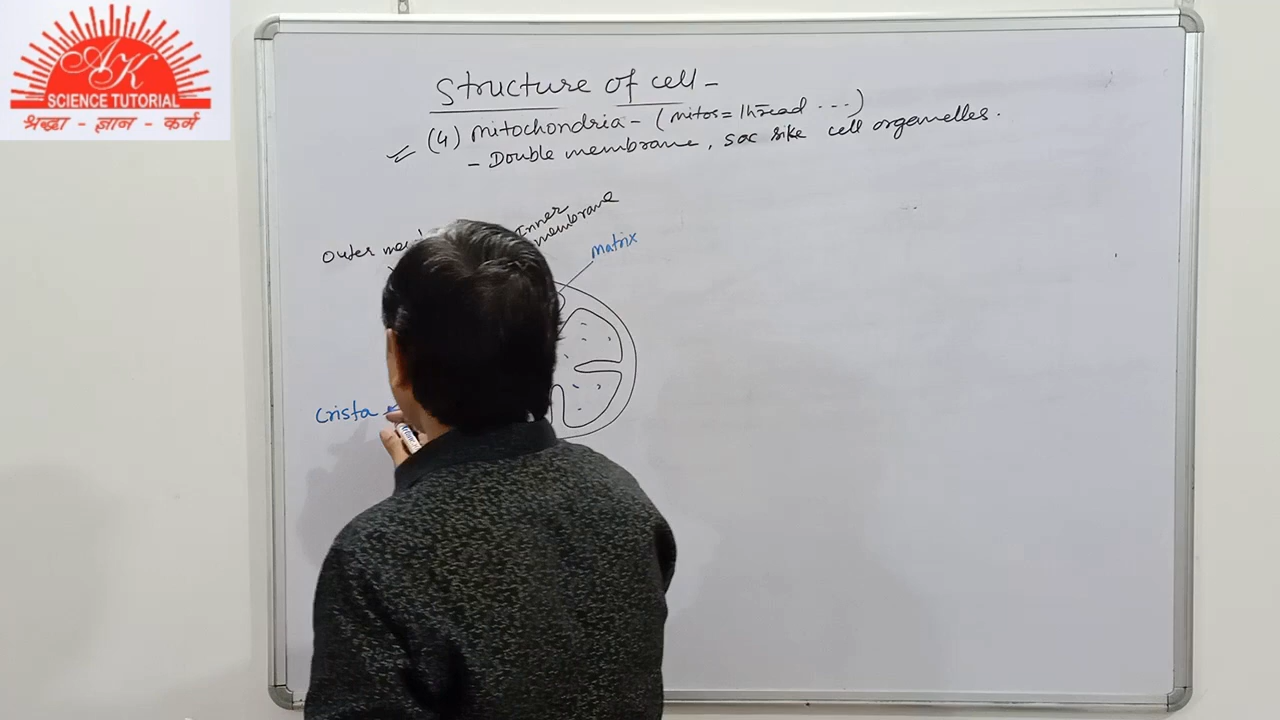 AK
SCIENCE TUTORIAL
श्रद्धा - ज्ञान - कर्म
Structure of cell -
(4) Mitochondria - (mitos = thread ...)
- Double membrane, sac like cell organelles.
Outer
Inner
membrane
matrix
Crista